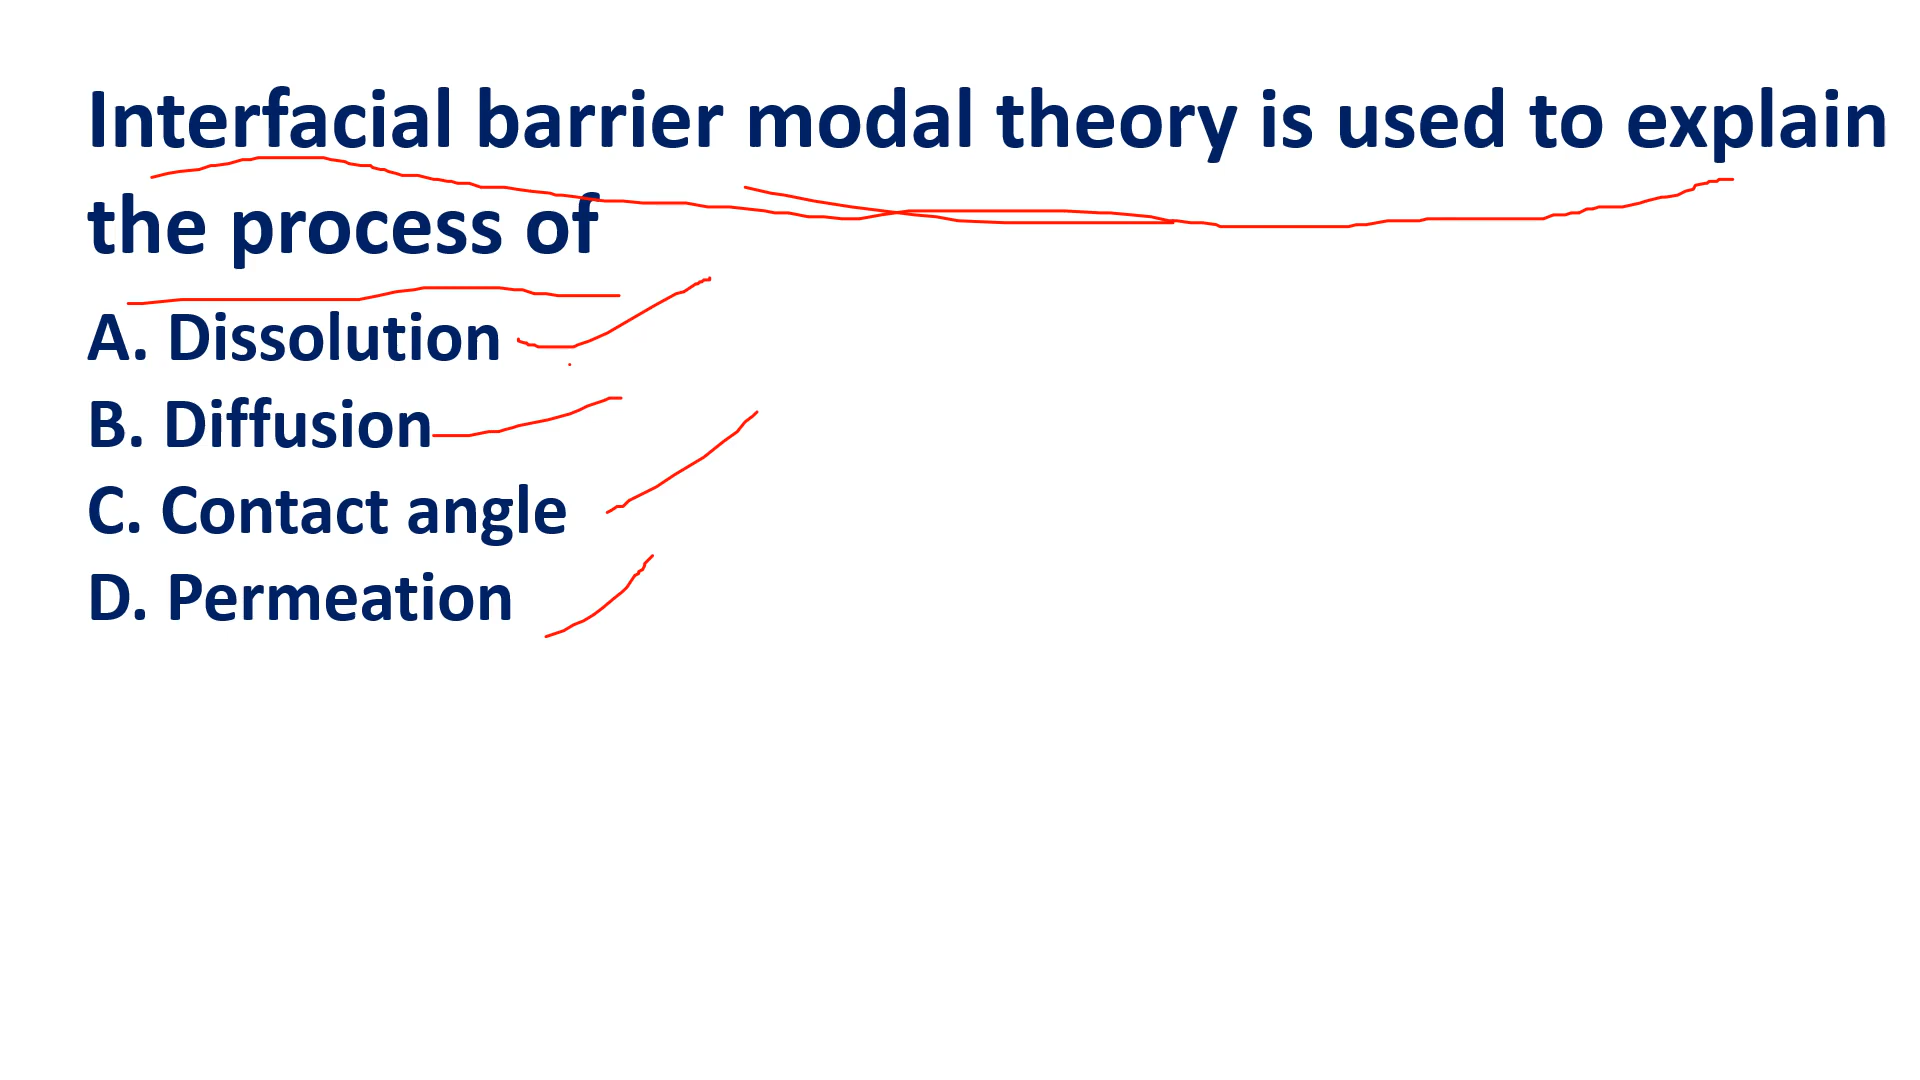 Interfacial barrier modal theory is used to explain
the process of
A. Dissolution
B. Diffusion
C. Contact angle
D. Permeation